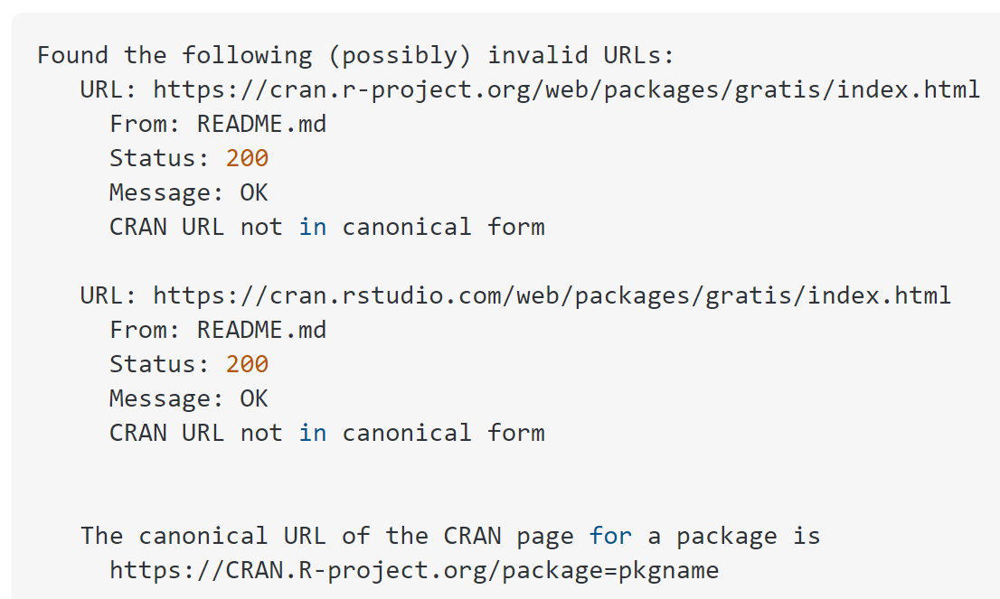 Found the following (possibly) invalid URLs:
URL: https://cran.r-project.org/web/packages/gratis/index.html
From: README.md
Status: 200
Message: OK
CRAN URL not in canonical form
URL: https://cran.rstudio.com/web/packages/gratis/index.html
From: README.md
Status: 200
Message: OK
CRAN URL not in canonical form
The canonical URL of the CRAN page for a package is
https://CRAN.R-project.org/package=pkgname